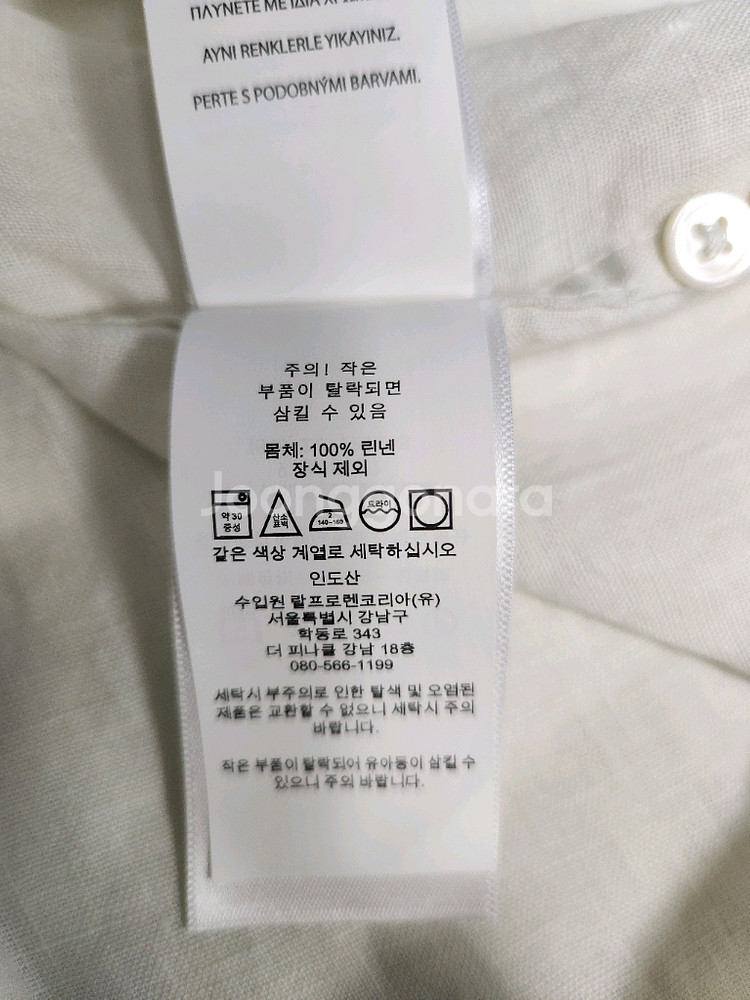 ΠΛΥΝΕΤΕ ΜΕ ΙΔΙΑ
AYNI RENKLERLE YIKAYINIZ.
PERTE S PODOBNÝMI BARVAMI.
주의! 작은
부품이 탈락되면
삼킬 수 있음
몸체: 100% 린넨
장식 제외
Joonggonara
약 30
중성
산소
표백
2
140~160
드라이
같은 색상 계열로 세탁하십시오
인도산
수입원 랄프로렌코리아(유)
서울특별시 강남구
학동로 343
더 피나클 강남 18층
080-566-1199
세탁시 부주의로 인한 탈색 및 오염된
제품은 교환할 수 없으니 세탁시 주의
바랍니다.
작은 부품이 탈락되어 유아동이 삼킬 수
있으니 주의 바랍니다.